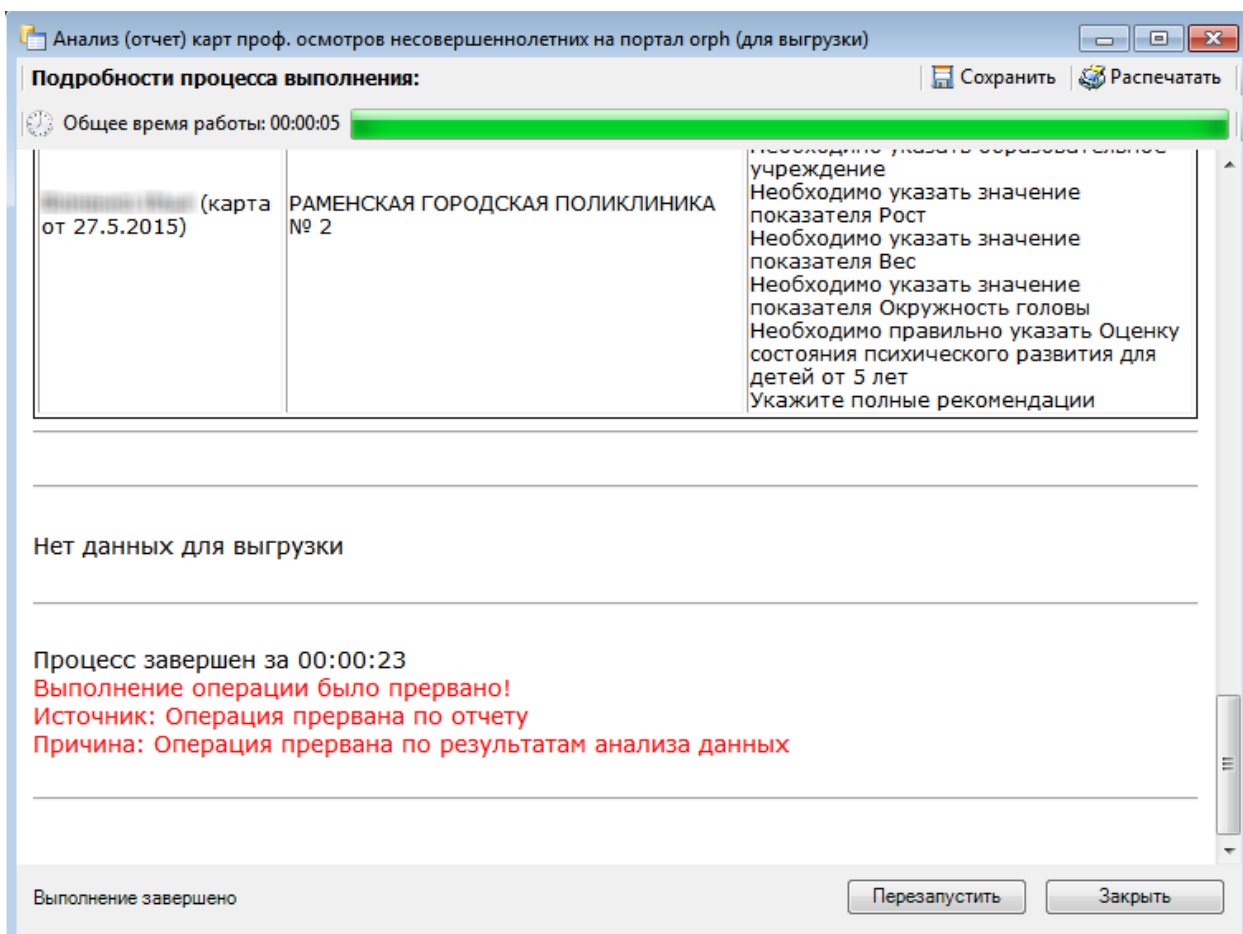 Анализ (отчет) карт проф. осмотров несовершеннолетних на портал orph (для выгрузки)
Подробности процесса выполнения:
Сохранить
Распечатать
Общее время работы: 00:00:05
Необходимо указать образовательное
учреждение
Необходимо указать значение
показателя Рост
Необходимо указать значение
показателя Вес
Необходимо указать значение
показателя Окружность головы
Необходимо правильно указать Оценку
состояния психического развития для
детей от 5 лет
Укажите полные рекомендации
(карта
от 27.5.2015)
РАМЕНСКАЯ ГОРОДСКАЯ ПОЛИКЛИНИКА
№ 2
Нет данных для выгрузки
Процесс завершен за 00:00:23
Выполнение операции было прервано!
Источник: Операция прервана по отчету
Причина: Операция прервана по результатам анализа данных
Выполнение завершено
Перезапустить
Закрыть